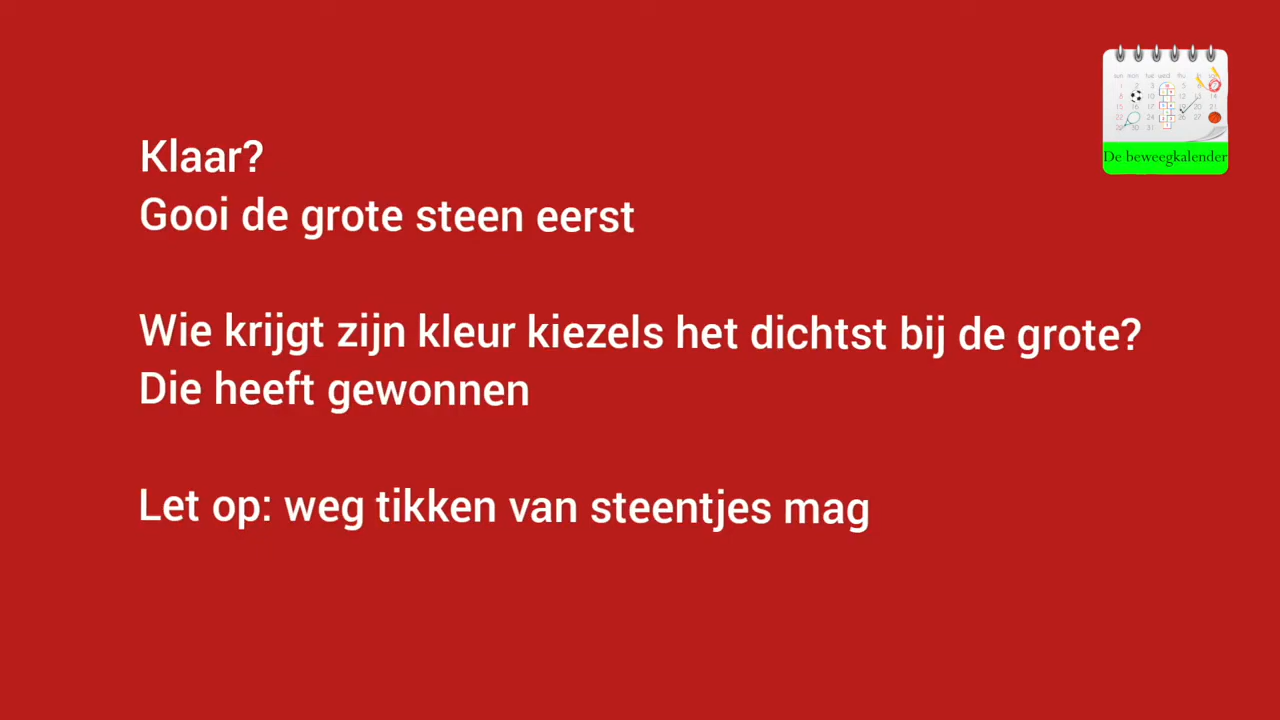 Klaar?
Gooi de grote steen eerst
Wie krijgt zijn kleur kiezels het dichtst bij de grote?
Die heeft gewonnen
Let op: weg tikken van steentjes mag
De beweegkalender